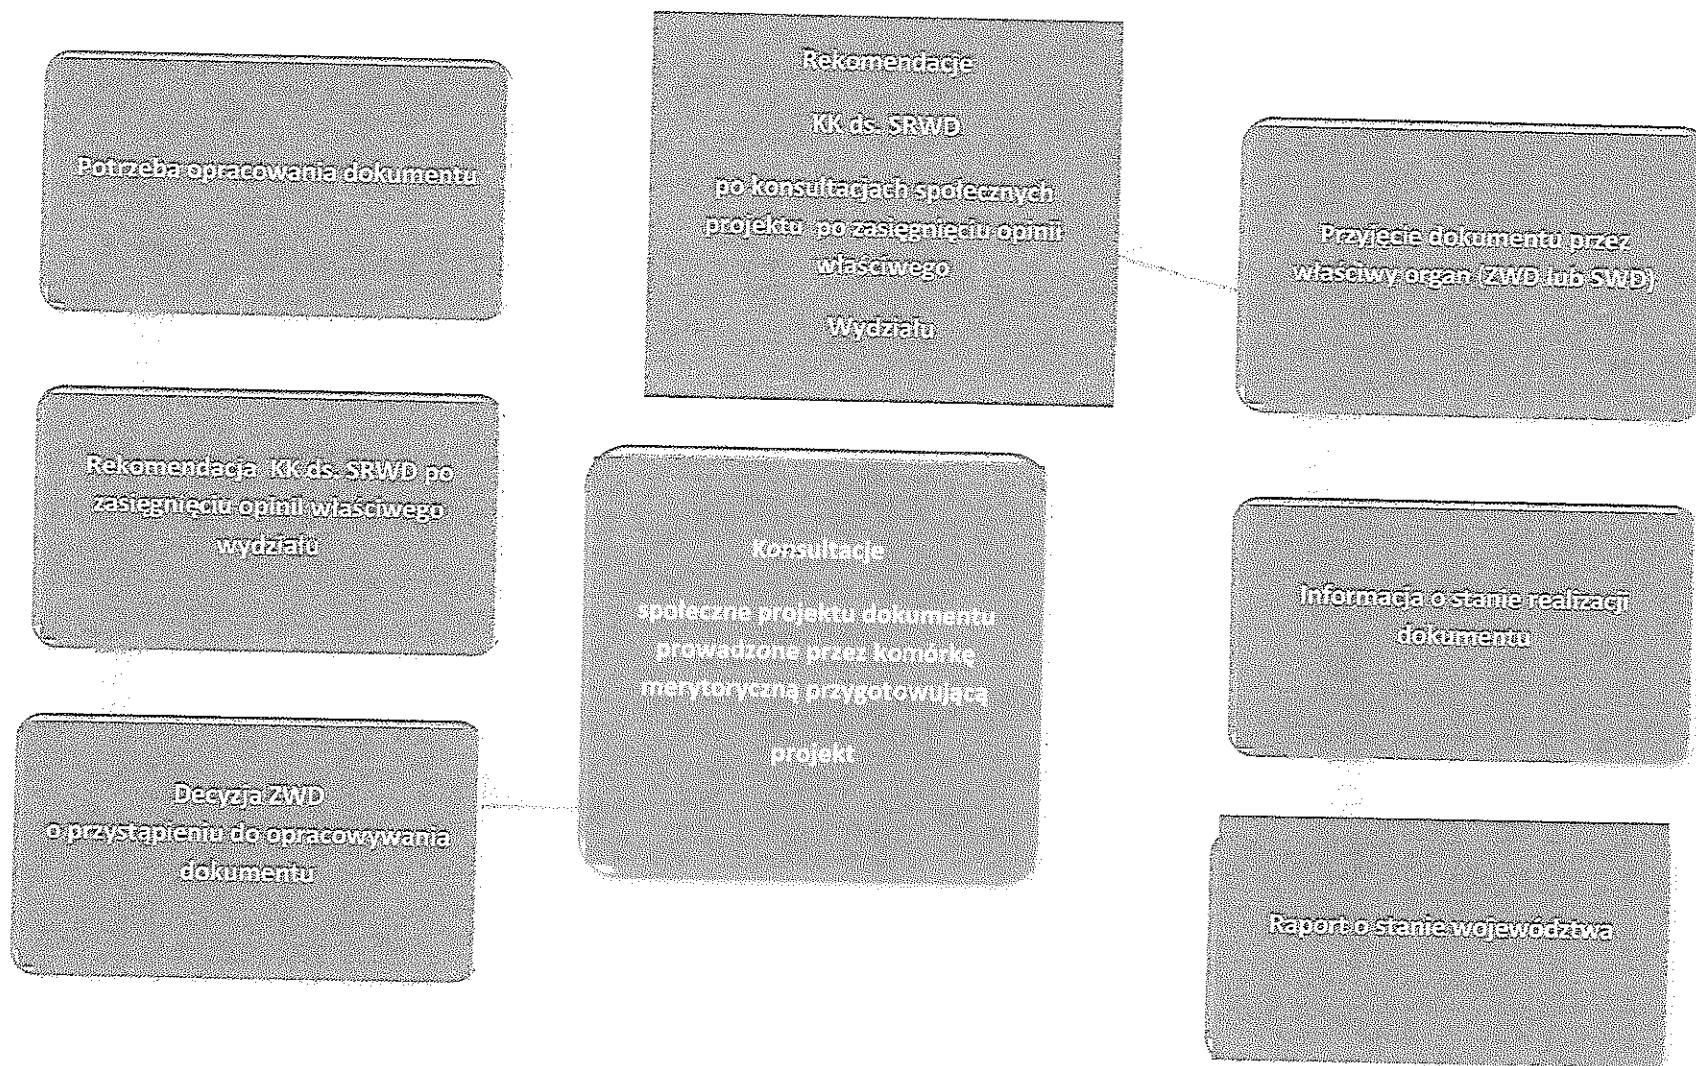 Potrzeba opracowania dokumentu
Rekomendacja KK ds. SRWD po
zasięgnięciu opinii właściwego
wydziału
Decyzja ZWD
o przystąpieniu do opracowywania
dokumentu
Konsultacje
społeczne projektu dokumentu
prowadzone przez komórkę
merytoryczną przygotowującą
projekt
Rekomendacje
KK ds. SRWD
po konsultacjach społecznych
projektu po zasięgnięciu opinii
właściwego
Wydziału
Przyjęcie dokumentu przez
właściwy organ (ZWD lub SWD)
Informacja o stanie realizacji
dokumentu
Raport o stanie województwa